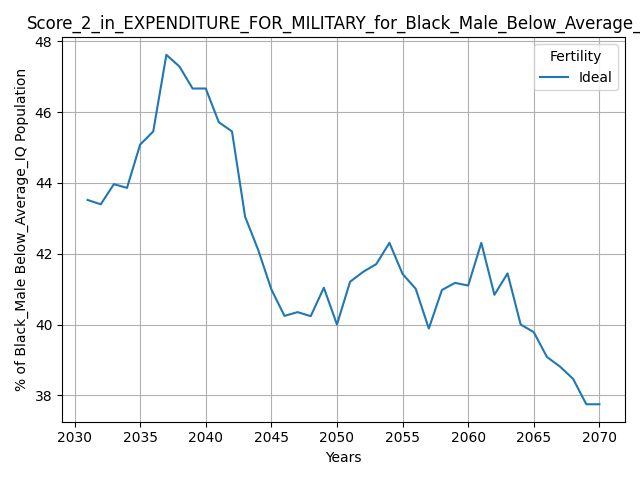 Score_2_in_EXPENDITURE_FOR_MILITARY_for_Black_Male_Below_Average_
48
46
44
42
40
38
% of Black_Male Below_Average_IQ Population
Fertility
Ideal
2030 2035 2040 2045 2050 2055 2060 2065 2070
Years